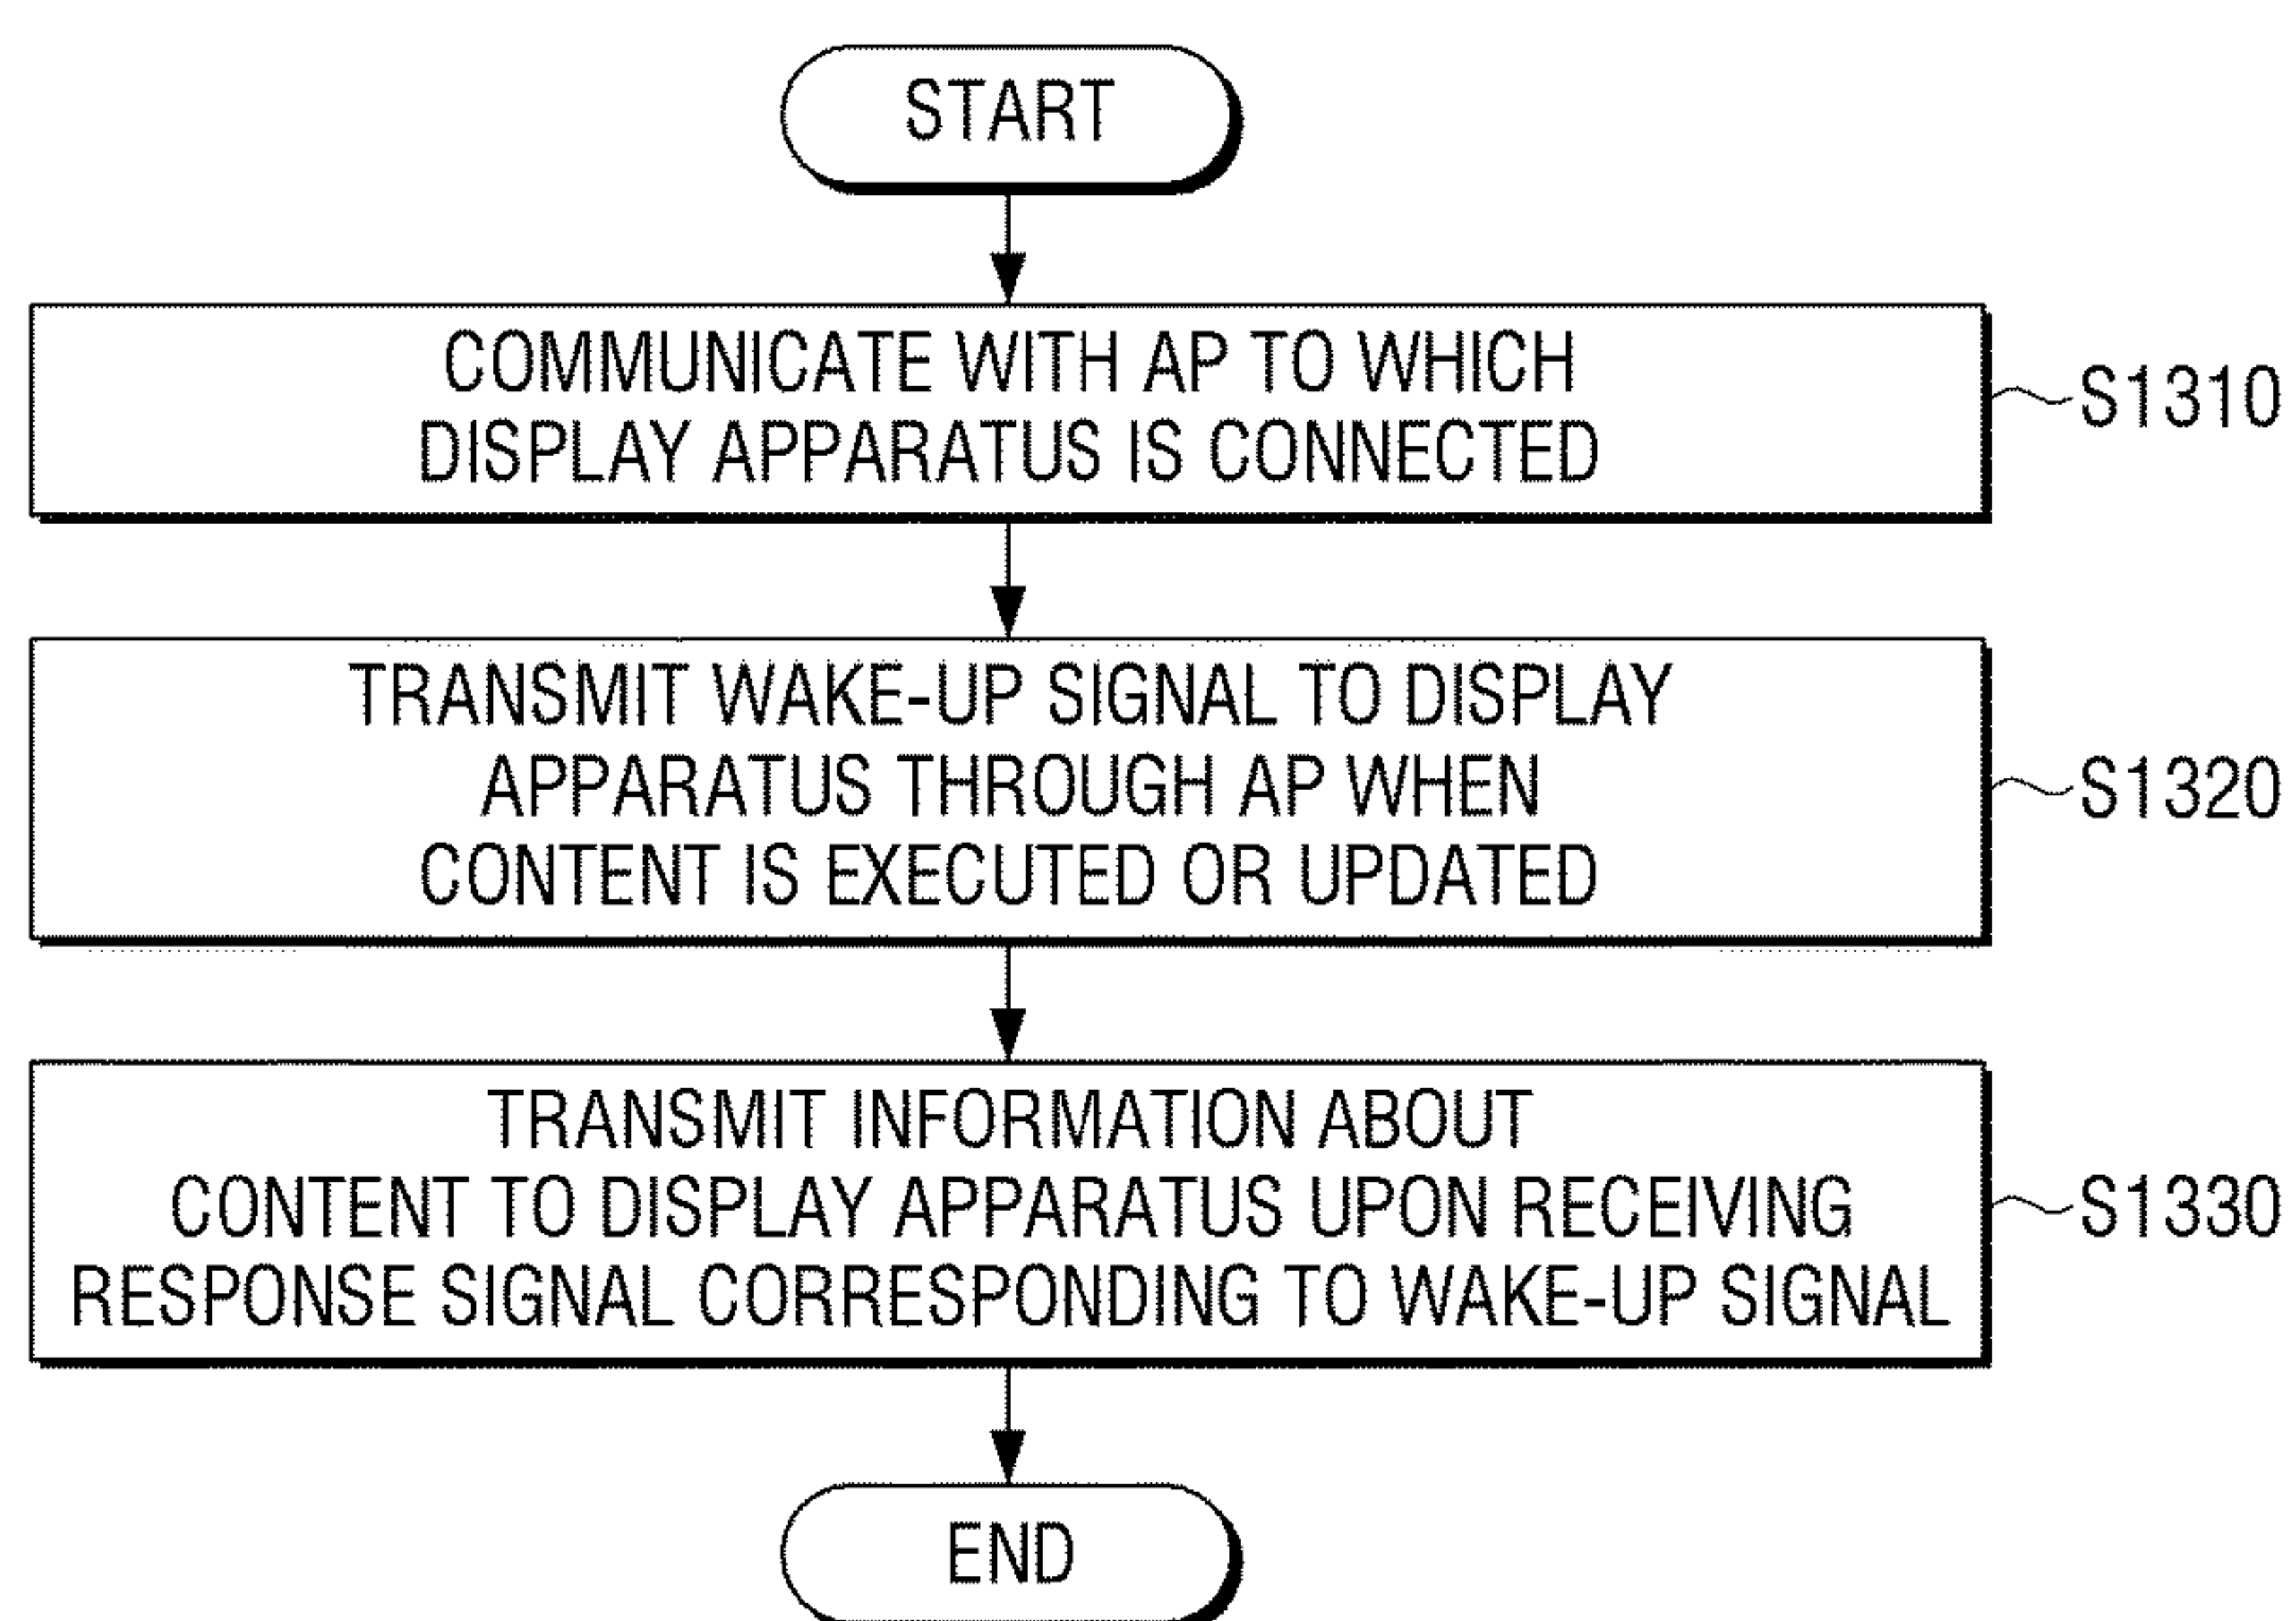 START
COMMUNICATE WITH AP TO WHICH
DISPLAY APPARATUS IS CONNECTED
S1310
TRANSMIT WAKE-UP SIGNAL TO DISPLAY
APPARATUS THROUGH AP WHEN
CONTENT IS EXECUTED OR UPDATED
S1320
TRANSMIT INFORMATION ABOUT
CONTENT TO DISPLAY APPARATUS UPON RECEIVING
RESPONSE SIGNAL CORRESPONDING TO WAKE-UP SIGNAL
S1330
END